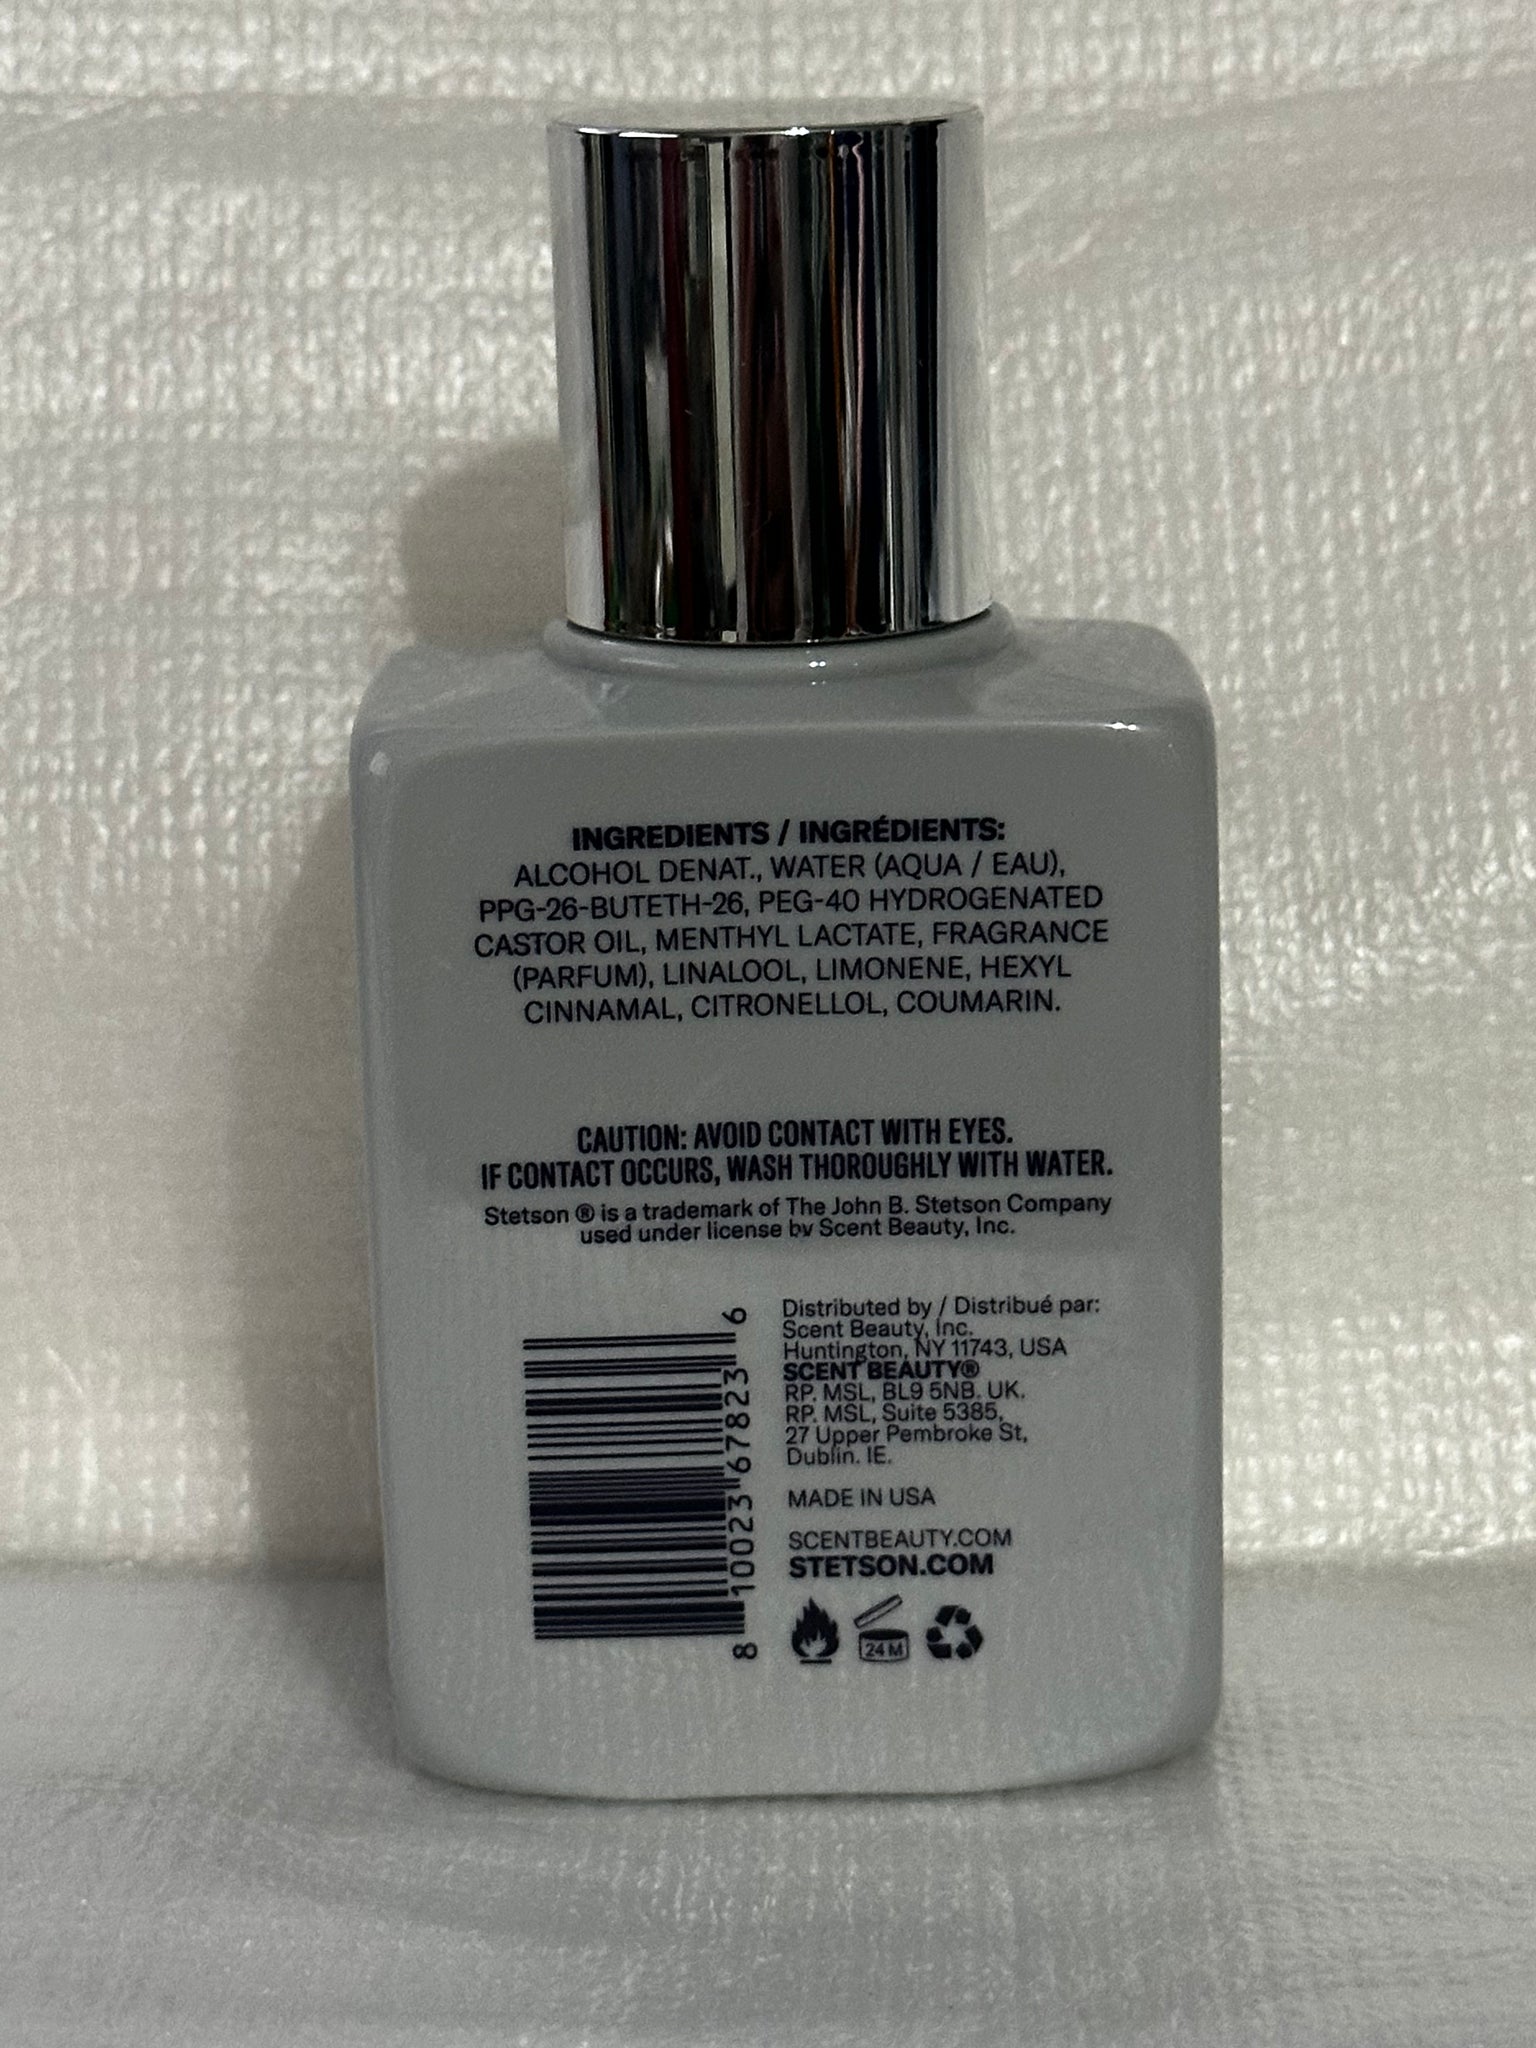 INGREDIENTS / INGRÉDIENTS:
ALCOHOL DENAT., WATER (AQUA / EAU),
PPG-26-BUTETH-26, PEG-40 HYDROGENATED
CASTOR OIL, MENTHYL LACTATE, FRAGRANCE
(PARFUM), LINALOOL, LIMONENE, HEXYL
CINNAMAL, CITRONELLOL, COUMARIN.
CAUTION: AVOID CONTACT WITH EYES.
IF CONTACT OCCURS, WASH THOROUGHLY WITH WATER.
Stetson ® is a trademark of The John B. Stetson Company
used under license by Scent Beauty, Inc.
8 10023 67823 6
Distributed by / Distribué par:
Scent Beauty, Inc.
Huntington, NY 11743, USA
SCENT BEAUTY®
RP. MSL, BL9 5NB. UK.
RP. MSL, Suite 5385,
27 Upper Pembroke St,
Dublin. IE.
MADE IN USA
SCENTBEAUTY.COM
STETSON.COM
24 M